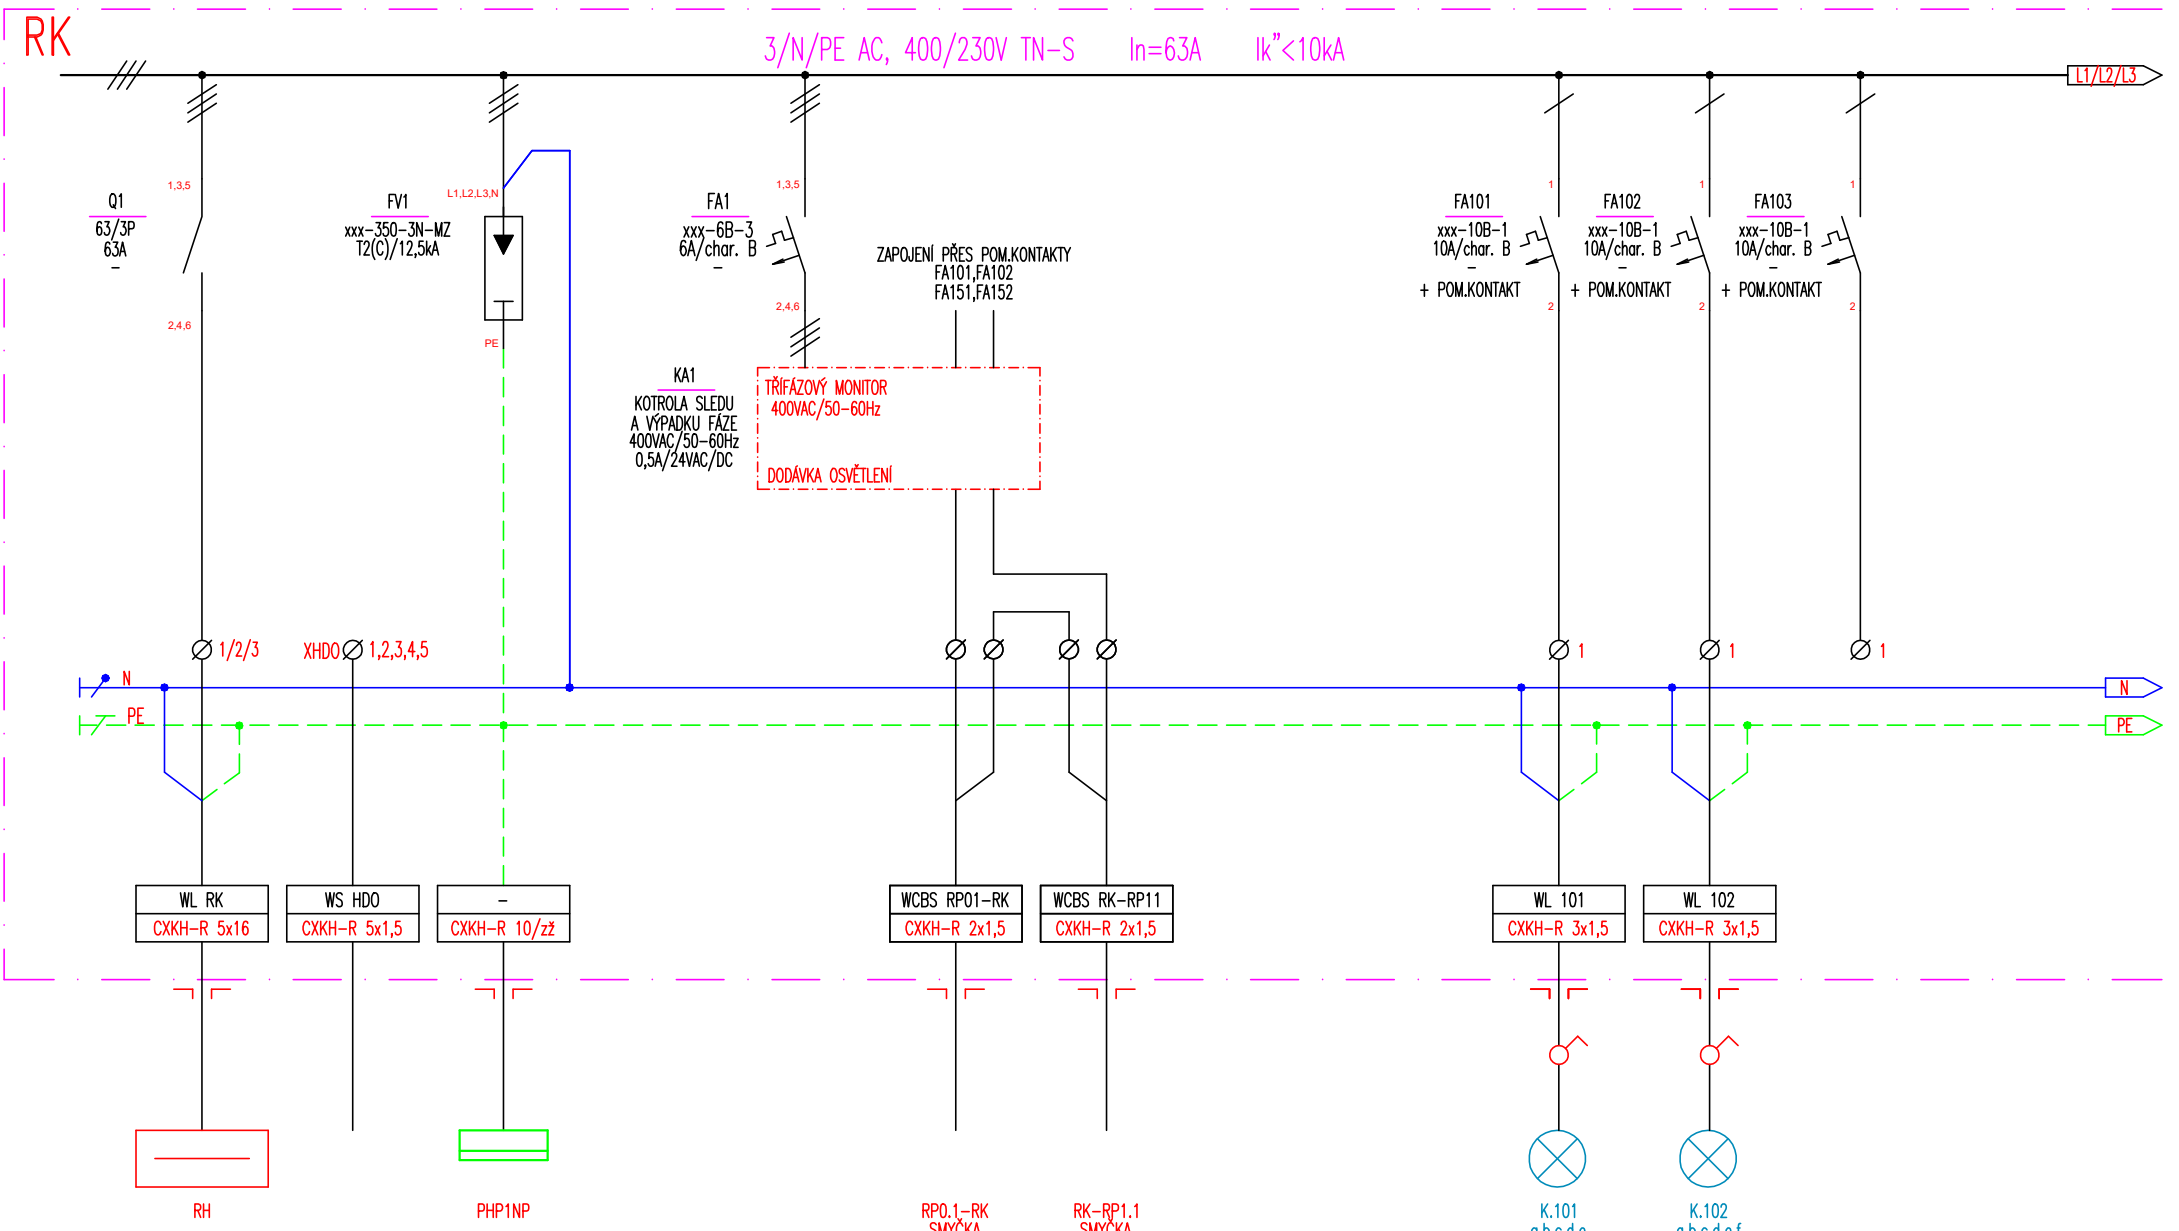 RK
3/N/PE AC, 400/230V TN-S In=63A Ik"<10kA
L1/L2/L3
1,3,5
Q1
63/3P
63A
-
2,4,6
L1,L2,L3,N
FV1
xxx-350-3N-MZ
T2(C)/12,5kA
PE
1,3,5
FA1
xxx-6B-3
6A/char. B
-
2,4,6
ZAPOJENÍ PŘES POM.KONTAKTY
FA101,FA102
FA151,FA152
1
FA101
xxx-10B-1
10A/char. B
-
+ POM.KONTAKT
2
1
FA102
xxx-10B-1
10A/char. B
-
+ POM.KONTAKT
2
1
FA103
xxx-10B-1
10A/char. B
-
+ POM.KONTAKT
2
KA1
KOTROLA SLEDU
A VÝPADKU FÁZE
400VAC/50-60Hz
0,5A/24VAC/DC
TŘÍFÁZOVÝ MONITOR
400VAC/50-60Hz
DODÁVKA OSVĚTLENÍ
1/2/3
XHDO 1,2,3,4,5
1
1
1
N
N
PE
PE
WL RK
CXKH-R 5x16
WS HDO
CXKH-R 5x1,5
-
CXKH-R 10/zž
WCBS RP01-RK
CXKH-R 2x1,5
WCBS RK-RP11
CXKH-R 2x1,5
WL 101
CXKH-R 3x1,5
WL 102
CXKH-R 3x1,5
RH
PHP1NP
RP0.1-RK
SMYČKA
RK-RP1.1
SMYČKA
K.101
a,b,c,d,e
K.102
a,b,c,d,e,f